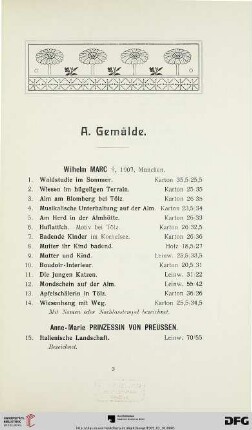 A. Gemälde.
Wilhelm MARC †, 1907, München.
1. Waldstudie im Sommer. Karton 35,5:25,5
2. Wiesen im hügeligen Terrain. Karton 25:35
3. Alm am Blomberg bei Tölz. Karton 26:35
4. Musikalische Unterhaltung auf der Alm. Karton 23,5:34
5. Am Herd in der Almhütte. Karton 26:33
6. Huflattich. Motiv bei Tölz. Karton 26:32,5
7. Badende Kinder im Kochelsee. Karton 26:36
8. Mutter ihr Kind badend. Holz 18,5:27
9. Mutter und Kind. Leinw. 23,5:33,5
10. Boudoir-Interieur. Karton 20,5:31
11. Die jungen Katzen. Leinw. 31:22
12. Mondschein auf der Alm. Leinw. 55:42
13. Apfelschälerin in Tölz. Karton 36:26
14. Wiesenhang mit Weg. Karton 25,5:34,5
Mit Namen oder Nachlaßstempel bezeichnet.
Anna-Marie PRINZESSIN VON PREUSSEN.
15. Italienische Landschaft. Leinw. 70:55
Bezeichnet.